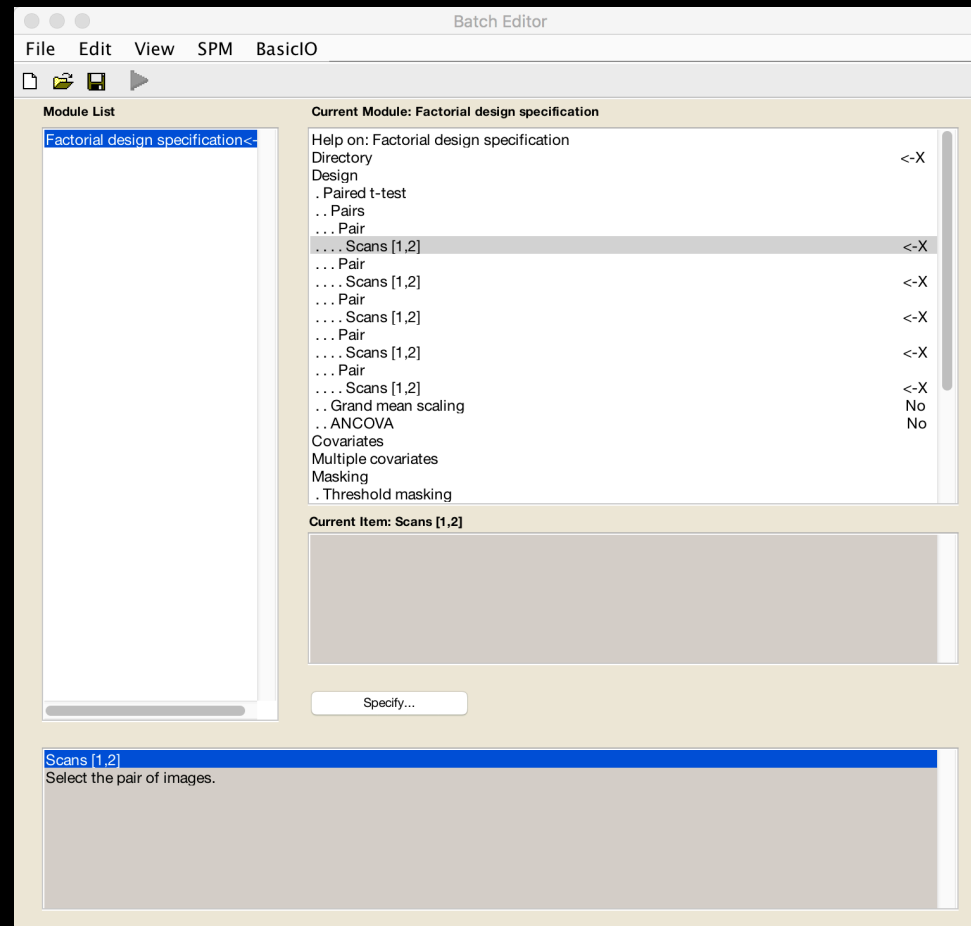 Batch Editor
File Edit View SPM BasicIO
Module List
Factorial design specification<-
Current Module: Factorial design specification
Help on: Factorial design specification
Directory <-X
Design
. Paired t-test
. . Pairs
. . . Pair
. . . . Scans [1,2] <-X
. . . Pair
. . . . Scans [1,2] <-X
. . . Pair
. . . . Scans [1,2] <-X
. . . Pair
. . . . Scans [1,2] <-X
. . . Pair
. . . . Scans [1,2] <-X
. . Grand mean scaling No
. . ANCOVA No
Covariates
Multiple covariates
Masking
. Threshold masking
Current Item: Scans [1,2]
Specify...
Scans [1,2]
Select the pair of images.